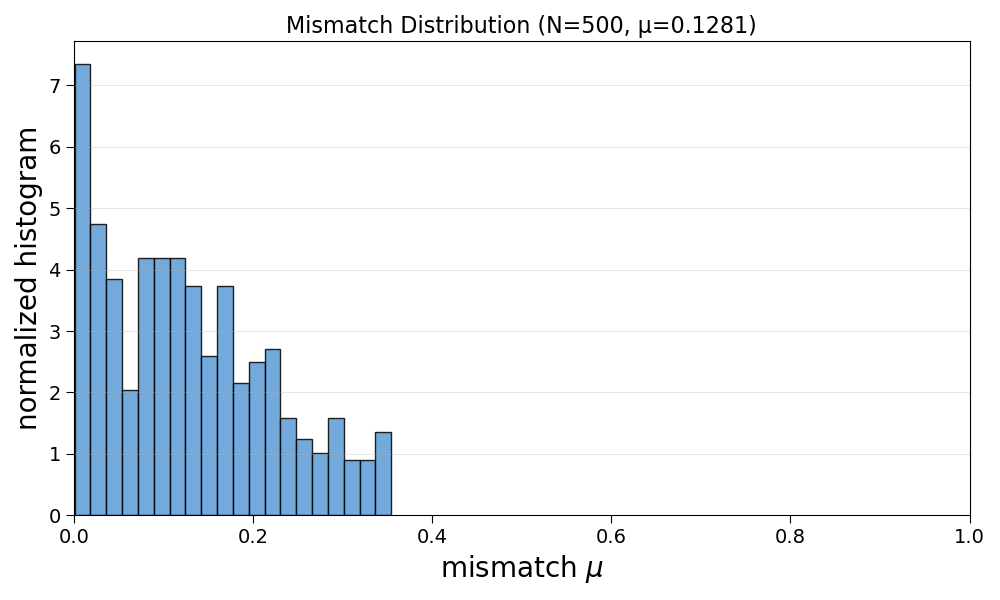 Mismatch Distribution (N=500, μ=0.1281)
normalized histogram
7
6
5
4
3
2
1
0
0.0 0.2 0.4 0.6 0.8 1.0
mismatch μ